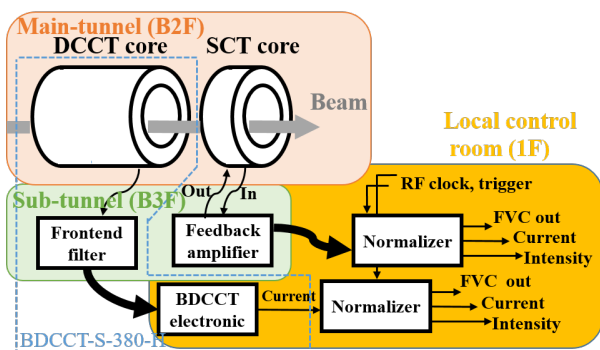 Main-tunnel (B2F)
DCCT core
SCT core
Beam
Local control
room (1F)
Sub-tunnel (B3F)
Out
In
RF clock, trigger
Frontend
filter
Feedback
amplifier
Normalizer
FVC out
Current
Intensity
BDCCT
electronic
Current
Normalizer
FVC out
Current
Intensity
BDCCT-S-380-H